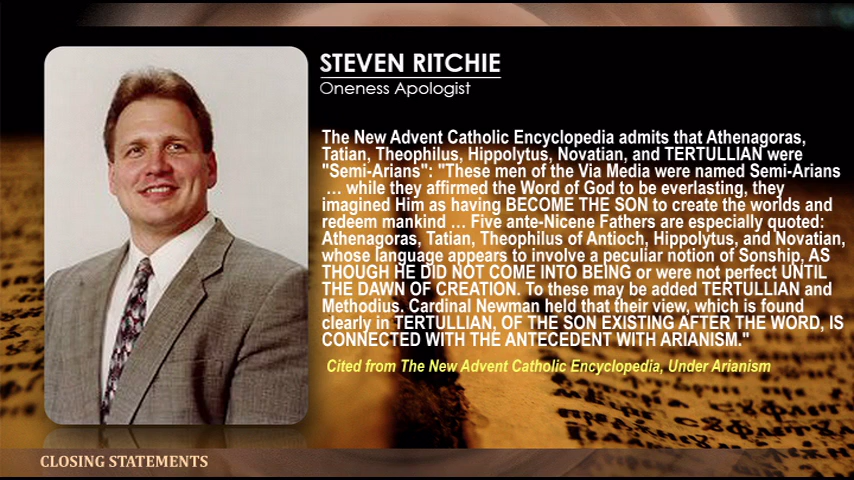 STEVEN RITCHIE
Oneness Apologist
The New Advent Catholic Encyclopedia admits that Athenagoras,
Tatian, Theophilus, Hippolytus, Novatian, and TERTULLIAN were
"Semi-Arians": "These men of the Via Media were named Semi-Arians
… while they affirmed the Word of God to be everlasting, they
imagined Him as having BECOME THE SON to create the worlds and
redeem mankind … Five ante-Nicene Fathers are especially quoted:
Athenagoras, Tatian, Theophilus of Antioch, Hippolytus, and Novatian,
whose language appears to involve a peculiar notion of Sonship, AS
THOUGH HE DID NOT COME INTO BEING or were not perfect UNTIL
THE DAWN OF CREATION. To these may be added TERTULLIAN and
Methodius. Cardinal Newman held that their view, which is found
clearly in TERTULLIAN, OF THE SON EXISTING AFTER THE WORD, IS
CONNECTED WITH THE ANTECEDENT WITH ARIANISM."
Cited from The New Advent Catholic Encyclopedia, Under Arianism
CLOSING STATEMENTS